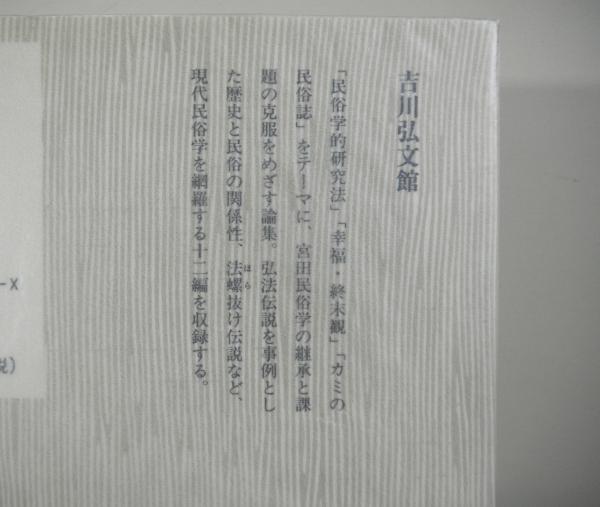 吉川弘文館
「民俗学的研究法」「幸福・終末観」「カミの
民俗誌」をテーマに、宮田民俗学の継承と課
題の克服をめざす論集。弘法伝説を事例とし
た歴史と民俗の関係性、法螺抜け伝説など、
ほら
現代民俗学を網羅する十二編を収録する。
-X
説)